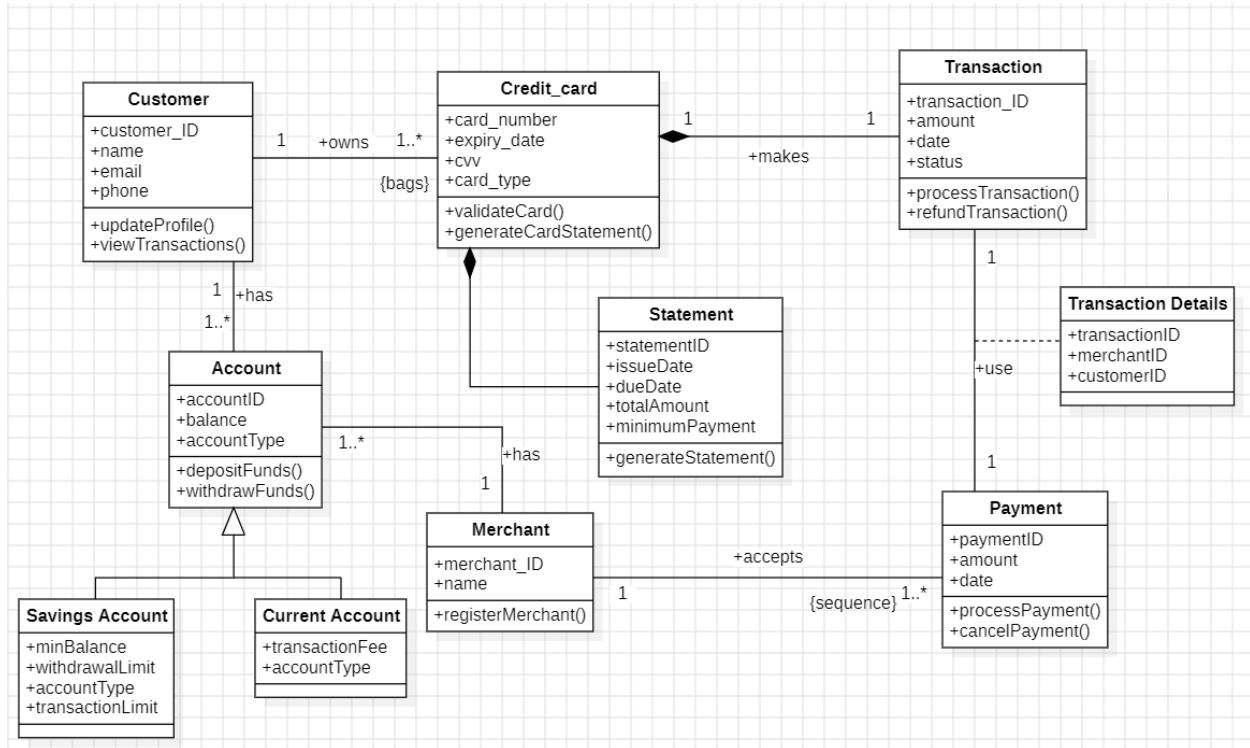 Customer
+customer_ID
+name
+email
+phone
+updateProfile()
+viewTransactions()
1
+owns
1..*
{bags}
Credit_card
+card_number
+expiry_date
+cvv
+card_type
+validateCard()
+generateCardStatement()
1
+makes
1
Transaction
+transaction_ID
+amount
+date
+status
+processTransaction()
+refundTransaction()
1
+has
1..*
Account
+accountID
+balance
+accountType
+depositFunds()
+withdrawFunds()
1..*
+has
1
Statement
+statementID
+issueDate
+dueDate
+totalAmount
+minimumPayment
+generateStatement()
1
+use
1
Transaction Details
+transactionID
+merchantID
+customerID
Savings Account
+minBalance
+withdrawalLimit
+accountType
+transactionLimit
Current Account
+transactionFee
+accountType
Merchant
+merchant_ID
+name
+registerMerchant()
+accepts
1
{sequence}
1..*
Payment
+paymentID
+amount
+date
+processPayment()
+cancelPayment()